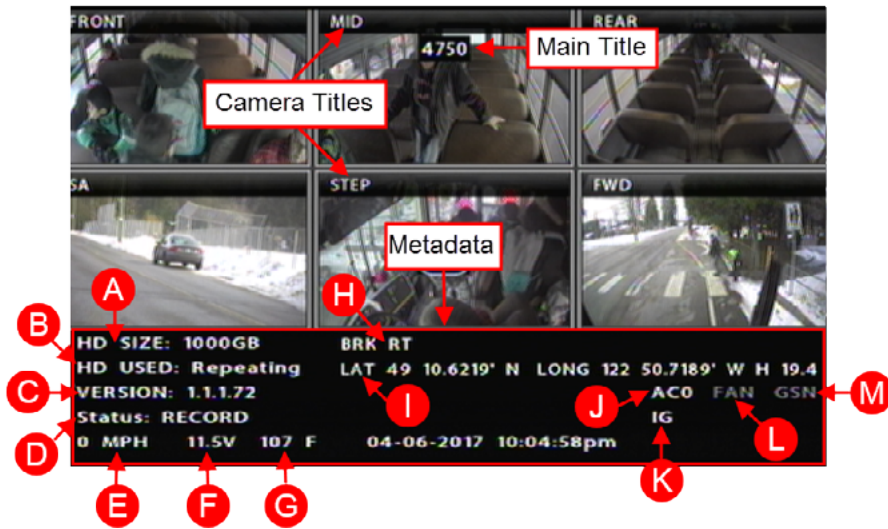 FRONT MID REAR
4750 Main Title
Camera Titles
SA STEP FWD
Metadata
H
A
B
HD SIZE: 1000GB BRK RT
HD USED: Repeating LAT 49 10.6219' N LONG 122 50.7189' W H 19.4
C VERSION: 1.1.1.72 I J AC0 FAN GSN M
Status: RECORD IG L
D
0 MPH 11.5V 107 F 04-06-2017 10:04:58pm
K
E F G